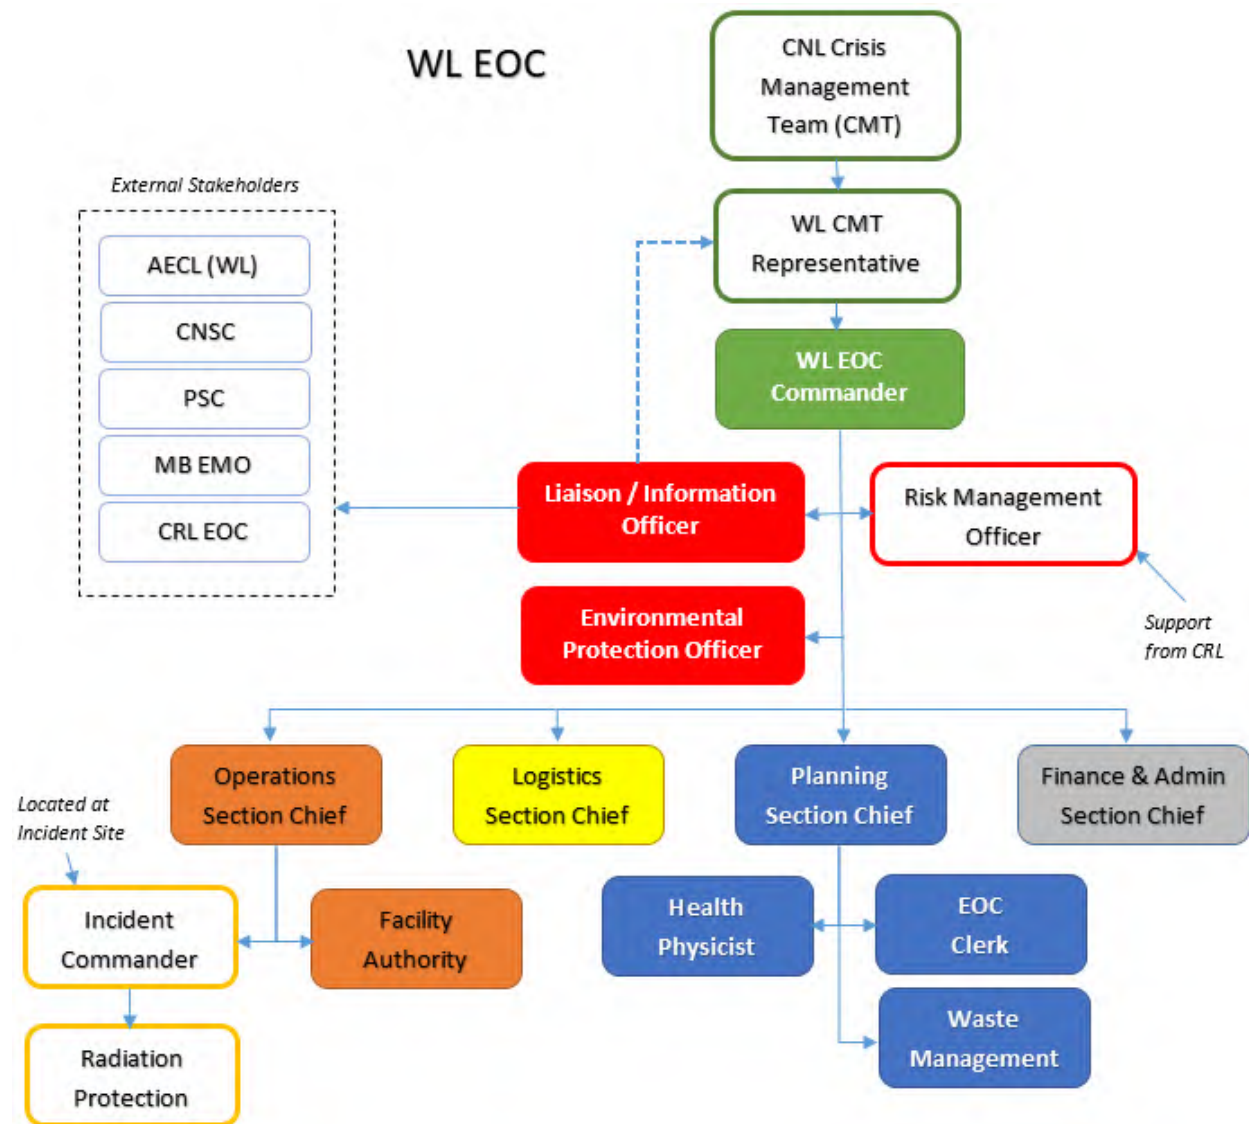 WL EOC
CNL Crisis
Management
Team (CMT)
External Stakeholders
AECL (WL)
CNSC
PSC
MB EMO
CRL EOC
WL CMT
Representative
WL EOC
Commander
Liaison / Information
Officer
Risk Management
Officer
Support
from CRL
Environmental
Protection Officer
Operations
Section Chief
Logistics
Section Chief
Planning
Section Chief
Finance & Admin
Section Chief
Located at
Incident Site
Incident
Commander
Facility
Authority
Health
Physicist
EOC
Clerk
Radiation
Protection
Waste
Management